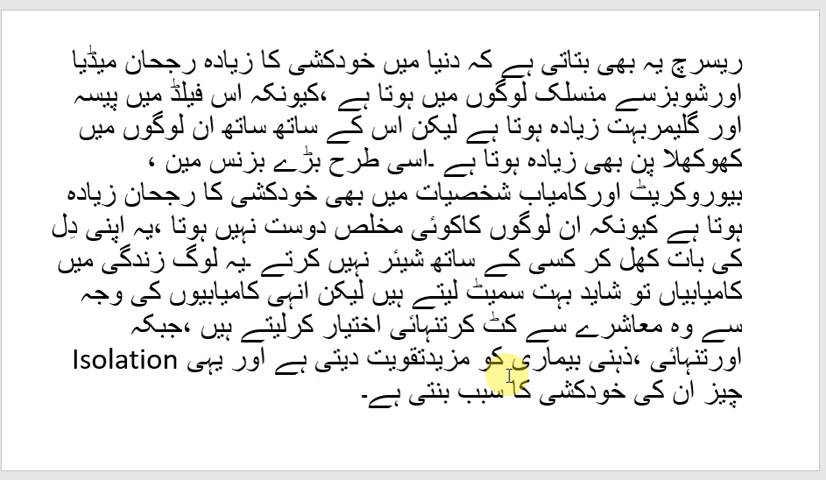 ریسرچ یہ بھی بتاتی ہے کہ دنیا میں خودکشی کا زیادہ رجحان میڈیا
اورشوبزسے منسلک لوگوں میں ہوتا ہے ،کیونکہ اس فیلڈ میں پیسہ
اور گلیمربہت زیادہ ہوتا ہے لیکن اس کے ساتھ ساتھ ان لوگوں میں
کھوکھلا پن بھی زیادہ ہوتا ہے ۔اسی طرح بڑے بزنس مین ،
بیوروکریٹ اورکامیاب شخصیات میں بھی خودکشی کا رجحان زیادہ
ہوتا ہے کیونکہ ان لوگوں کاکوئی مخلص دوست نہیں ہوتا ،یہ اپنی دِل
کی بات کھل کر کسی کے ساتھ شیئر نہیں کرتے ۔یہ لوگ زندگی میں
کامیابیاں تو شاید بہت سمیٹ لیتے ہیں لیکن انہی کامیابیوں کی وجہ
سے وہ معاشرے سے کٹ کرتنہائی اختیار کرلیتے ہیں ،جبکہ
اورتنہائی ،ذہنی بیماری کو مزیدتقویت دیتی ہے اور یہی Isolation
چیز ان کی خودکشی کا سبب بنتی ہے۔